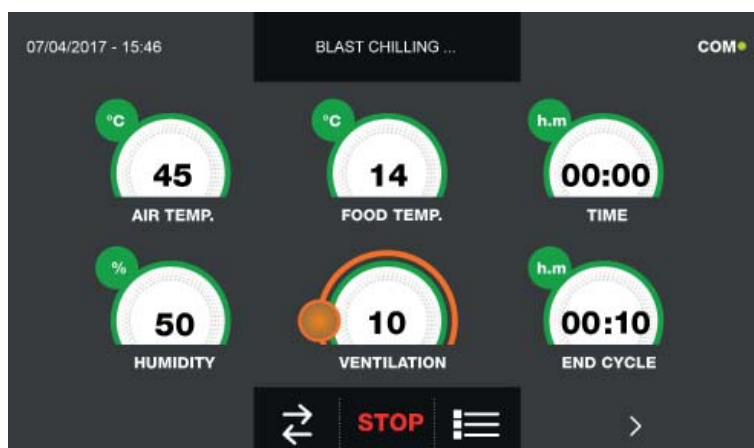 07/04/2017 - 15:46 BLAST CHILLING ... COM
°C °C h.m
45 14 00:00
AIR TEMP. FOOD TEMP. TIME
% h.m
50 10 00:10
HUMIDITY VENTILATION END CYCLE
STOP